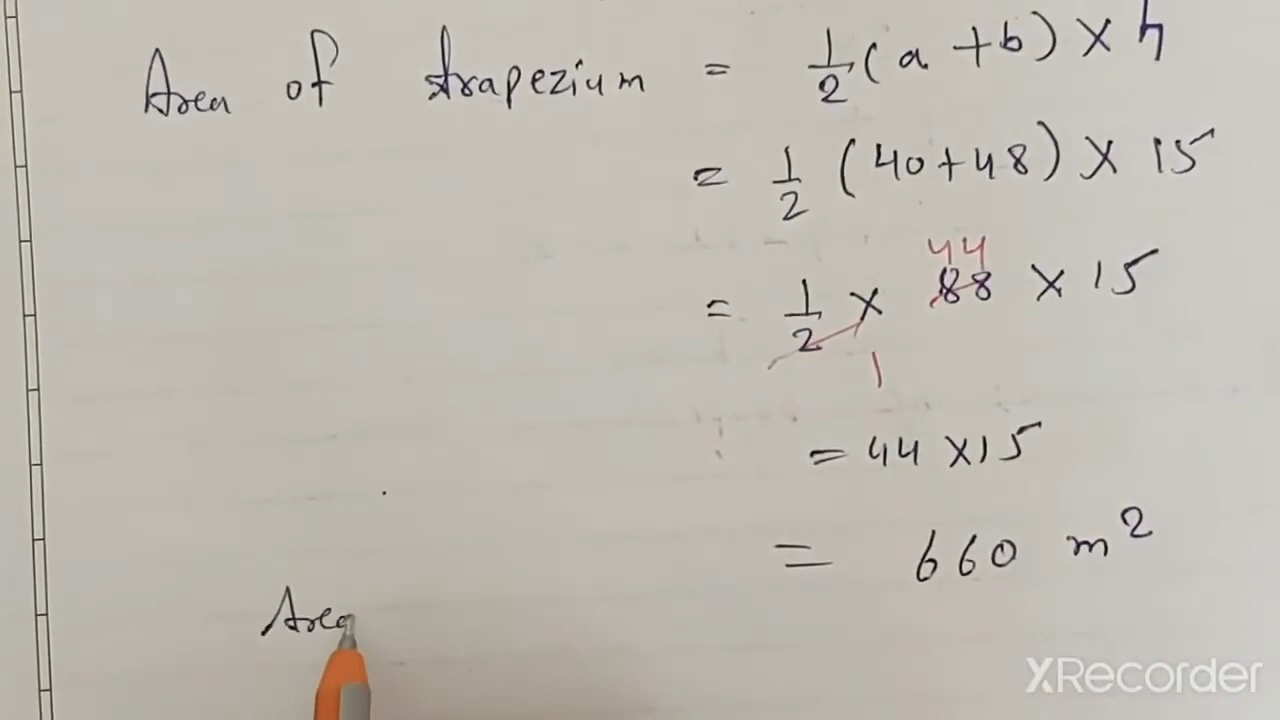 Area of trapezium = 1/2 (a + b) × h
= 1/2 (40 + 48) × 15
44
= 1/2 × 88 × 15
1
= 44 × 15
= 660 m²
Area
XRecorder